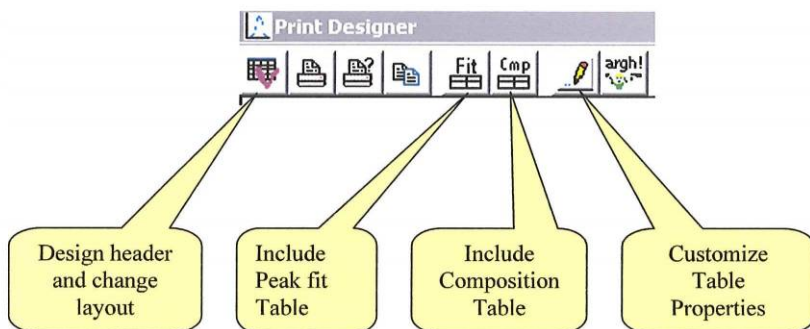 Print Designer
Fit
Cmp
argh!
Design header
and change
layout
Include
Peak fit
Table
Include
Composition
Table
Customize
Table
Properties